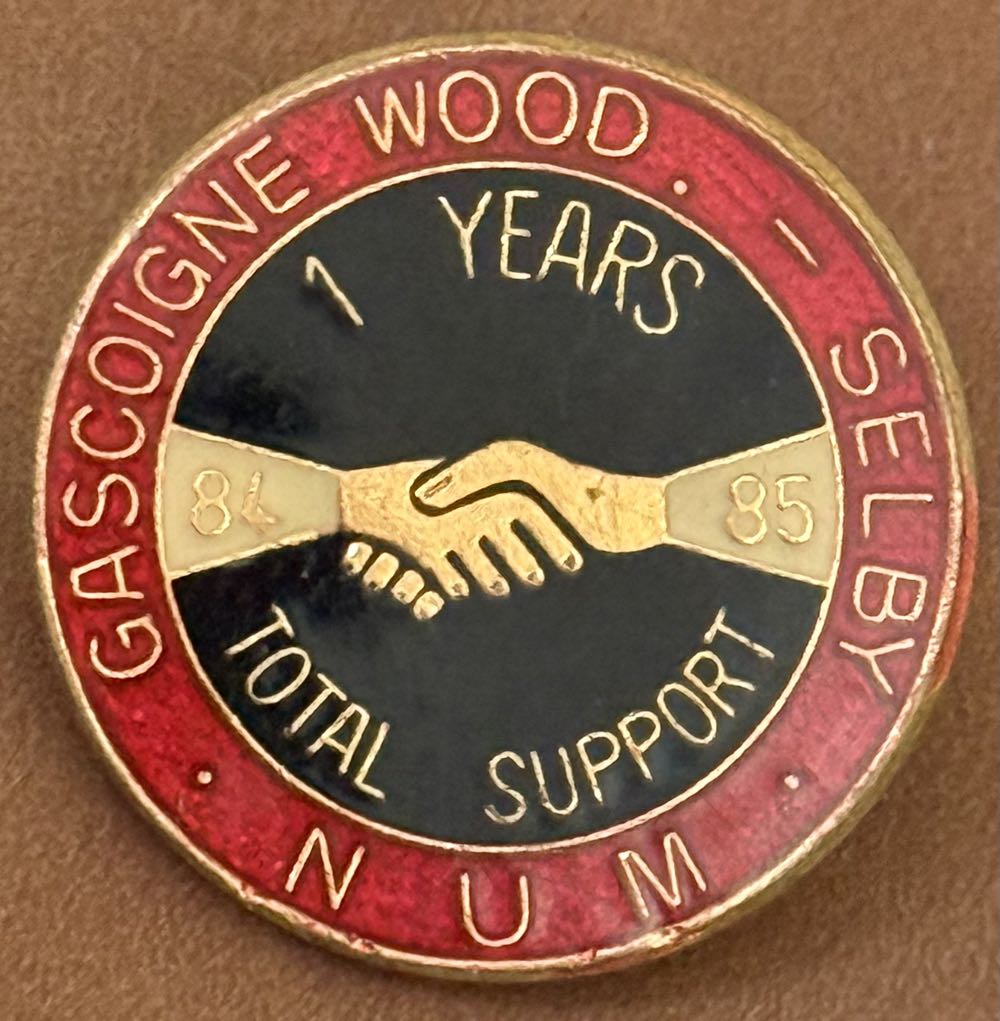 GASCOIGNE WOOD. - SELBY
1 YEARS
84 85
TOTAL SUPPORT
· N U M ·